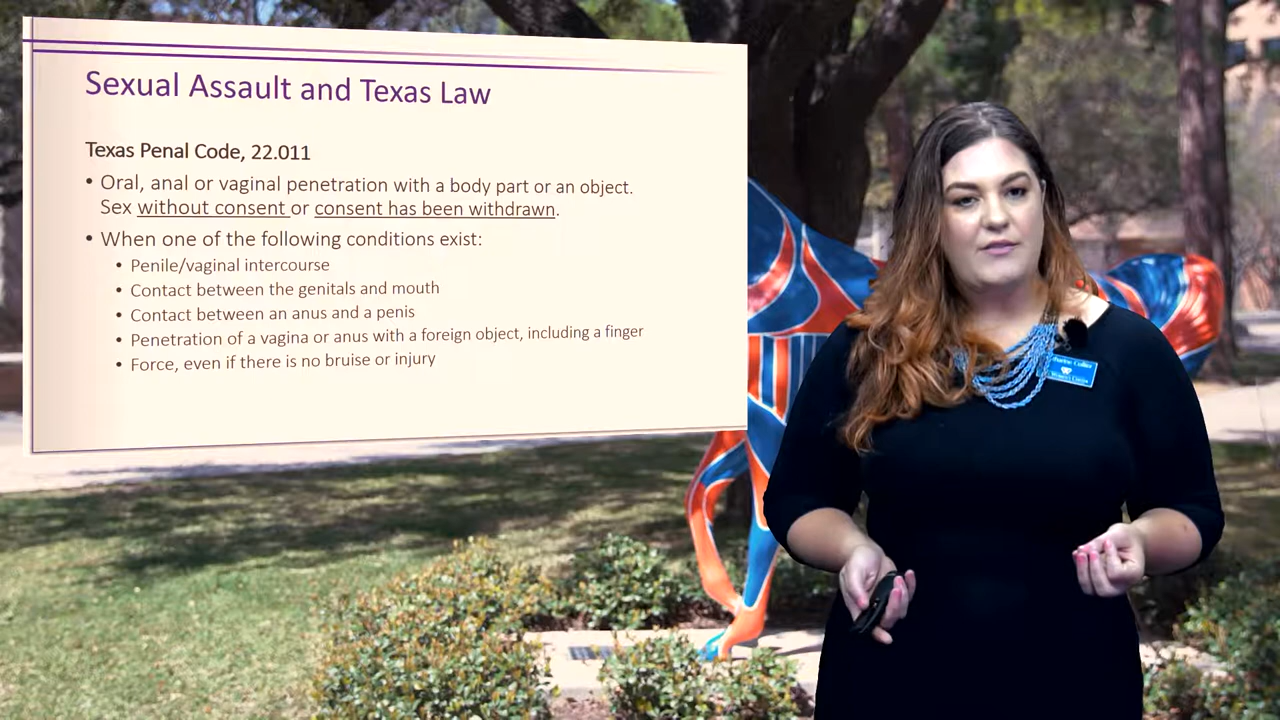 Sexual Assault and Texas Law
Texas Penal Code, 22.011
• Oral, anal or vaginal penetration with a body part or an object.
Sex without consent or consent has been withdrawn.
• When one of the following conditions exist:
• Penile/vaginal intercourse
• Contact between the genitals and mouth
• Contact between an anus and a penis
• Penetration of a vagina or anus with a foreign object, including a finger
• Force, even if there is no bruise or injury